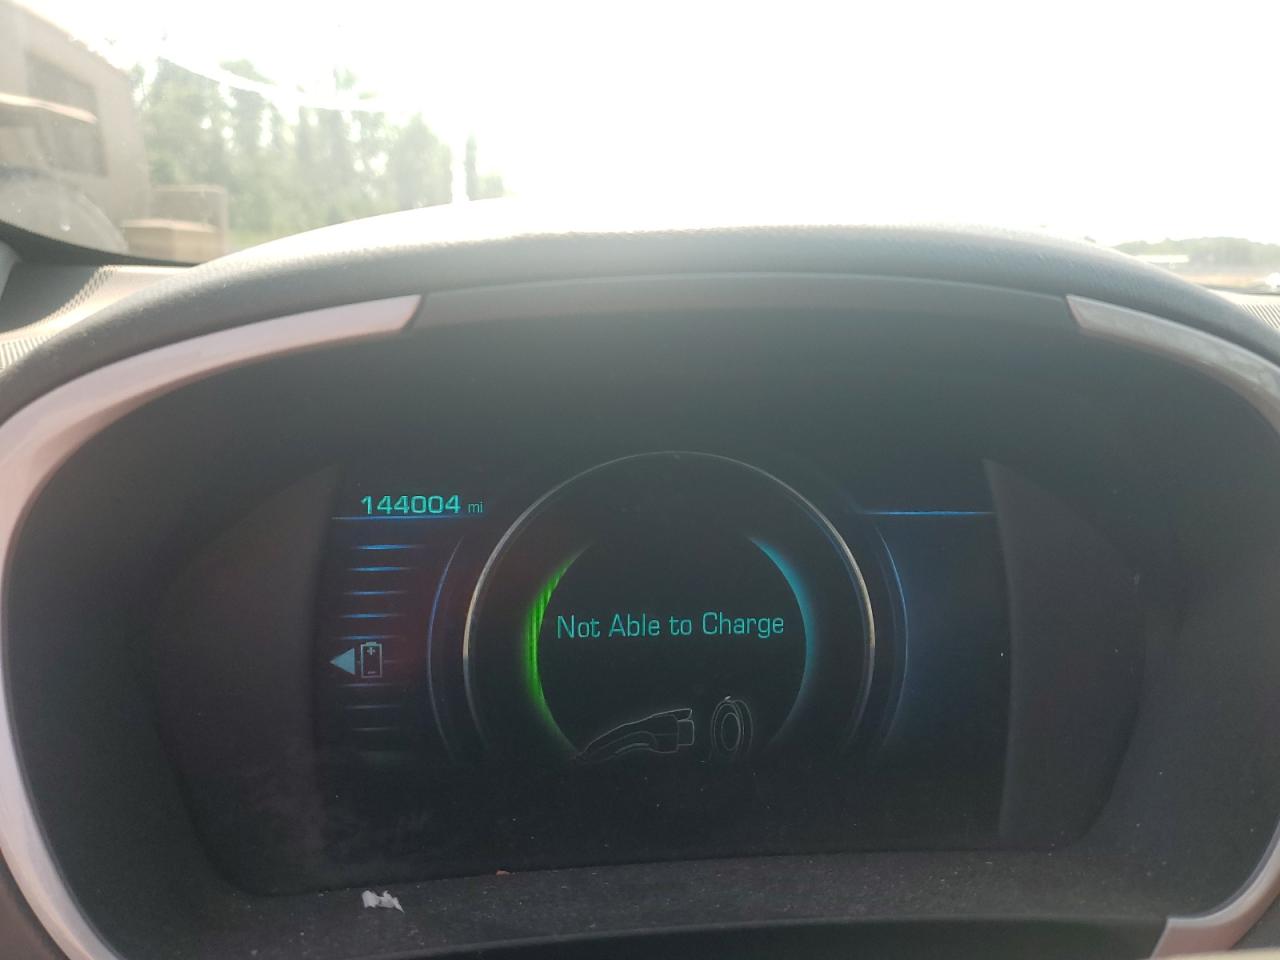 144004 mi
Not Able to Charge